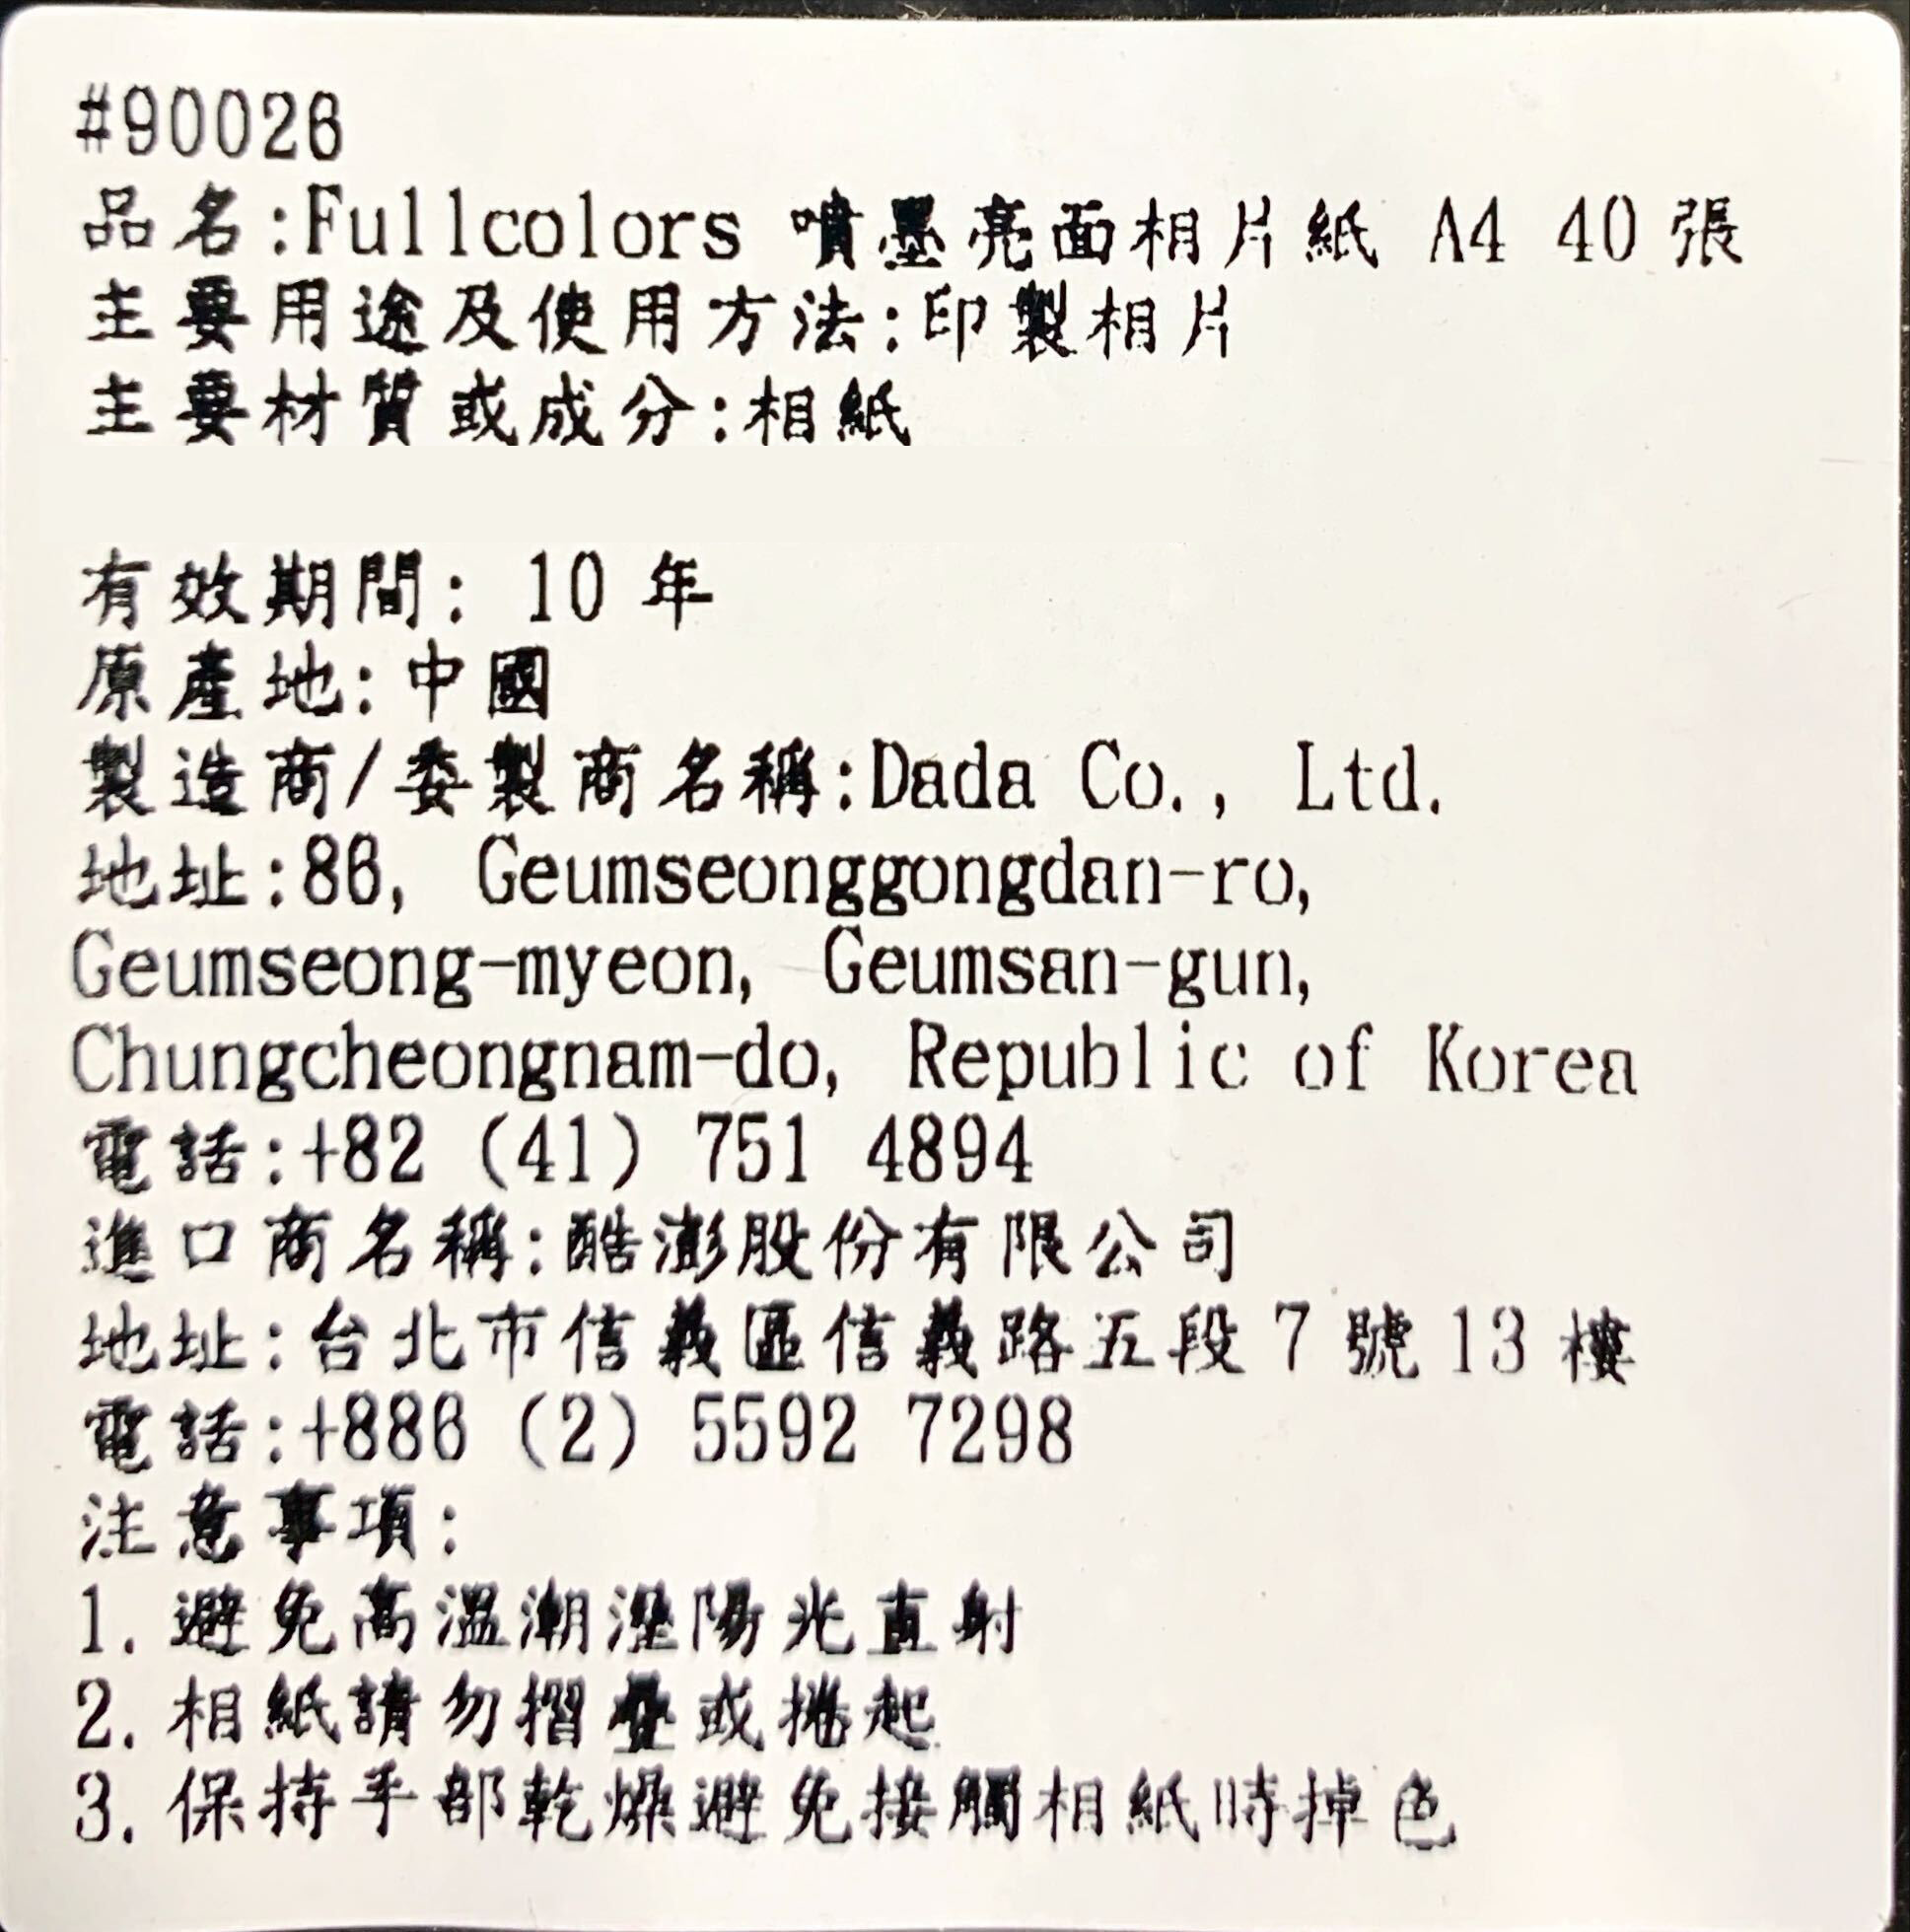 #90026
品名:Fullcolors 噴墨亮面相片紙 A4 40 張
主要用途及使用方法:印製相片
主要材質或成分:相紙
有效期間: 10 年
原產地:中國
製造商/委製商名稱:Dada Co., Ltd.
地址:86, Geumseonggongdan-ro,
Geumseong-myeon, Geumsan-gun,
Chungcheongnam-do, Republic of Korea
電話:+82 (41) 751 4894
進口商名稱:酷澎股份有限公司
地址:台北市信義區信義路五段 7 號 13 樓
電話:+886 (2) 5592 7298
注意事項:
1. 避免高溫潮溼陽光直射
2. 相紙請勿摺疊或捲起
3. 保持手部乾燥避免接觸相紙時掉色